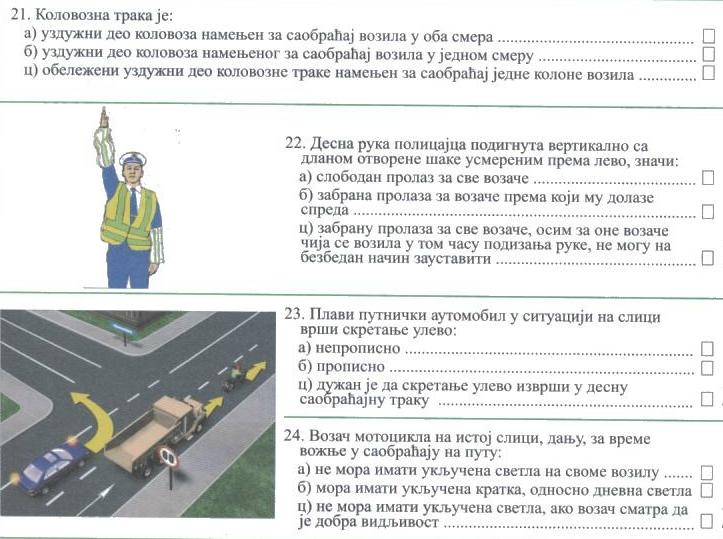 21. Коловозна трака је:
а) уздужни део коловоза намењен за саобраћај возила у оба смера
б) уздужни део коловоза намењеног за саобраћај возила у једном смеру
ц) обележени уздужни део коловозне траке намењен за саобраћај једне колоне возила
22. Десна рука полицајца подигнута вертикално са
дланом отворене шаке усмереним према лево, значи:
а) слободан пролаз за све возаче
б) забрана пролаза за возаче према који му долазе
спреда
ц) забрану пролаза за све возаче, осим за оне возаче
чија се возила у том часу подизања руке, не могу на
безбедан начин зауставити
23. Плави путнички аутомобил у ситуацији на слици
врши скретање улево:
а) непрописно
б) прописно
ц) дужан је да скретање улево изврши у десну
саобраћајну траку
24. Возач мотоцикла на истој слици, дању, за време
вожње у саобраћају на путу:
а) не мора имати укључена светла на своме возилу
б) мора имати укључена кратка, односно дневна светла
ц) не мора имати укључена светла, ако возач сматра да
је добра видљивост